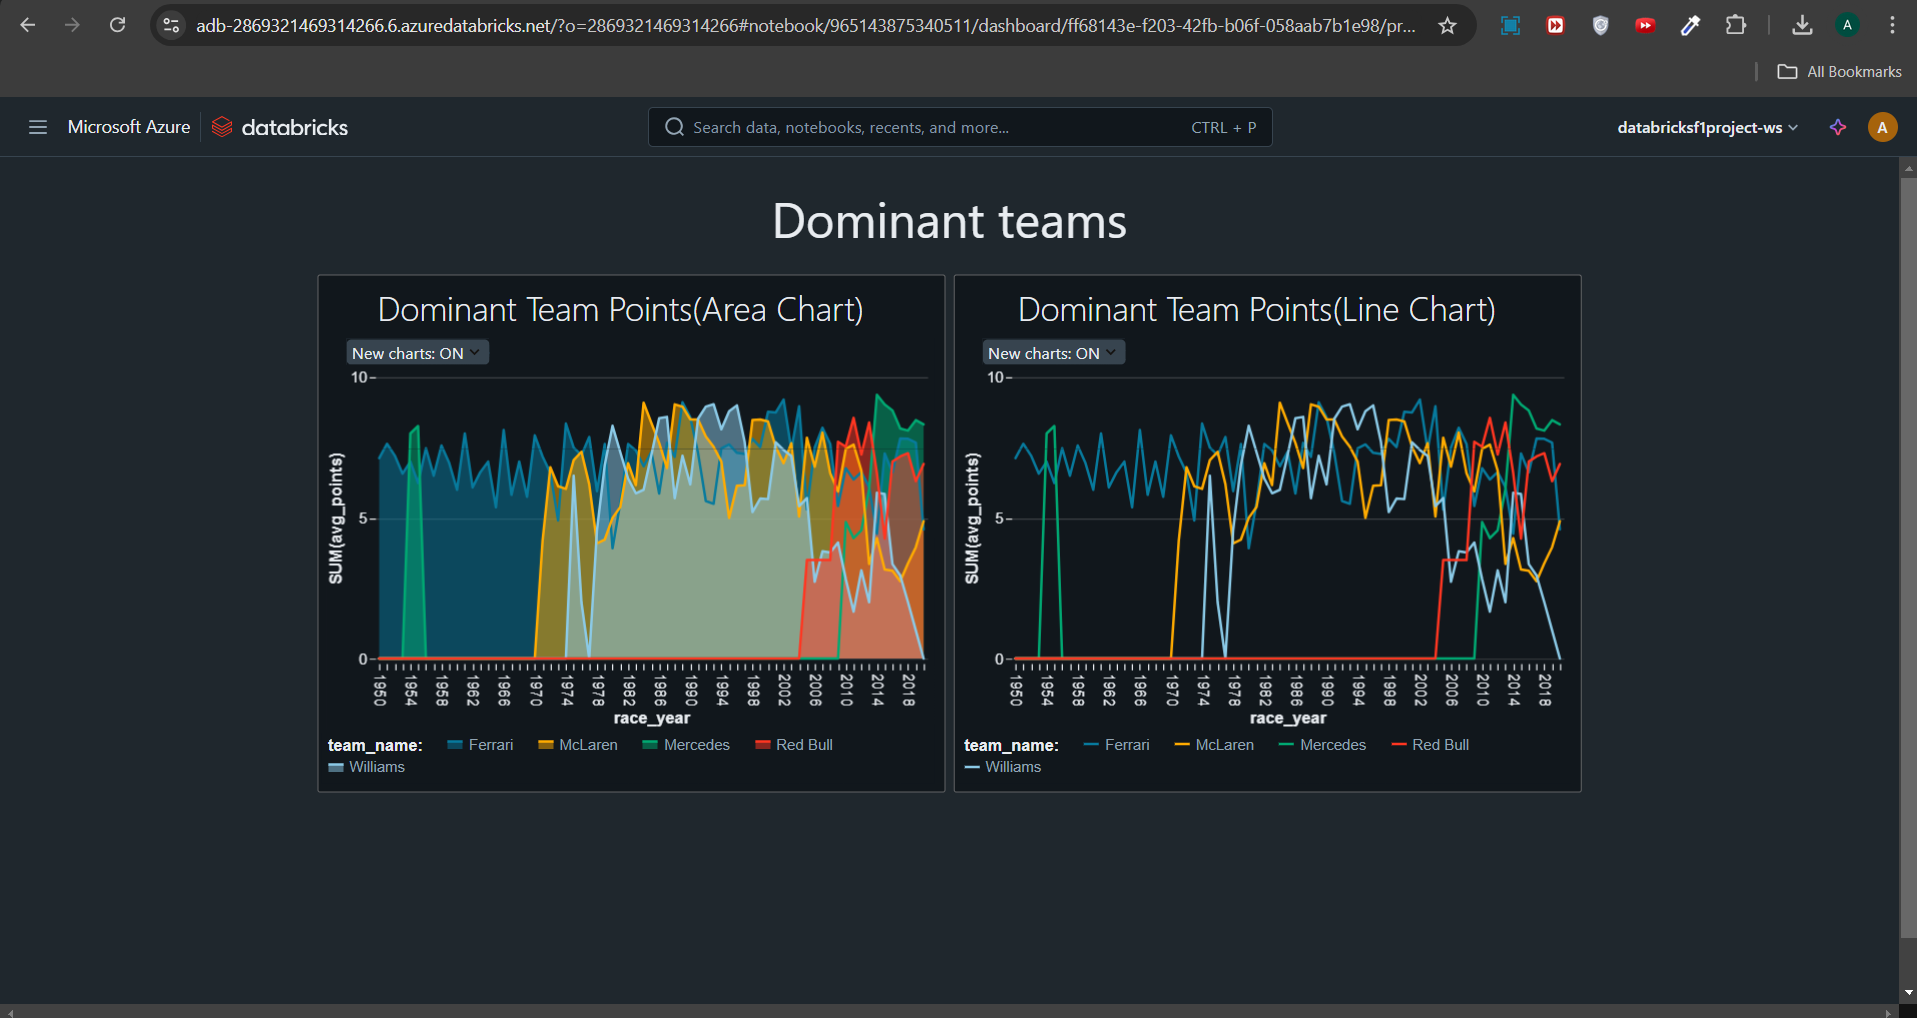 adb-2869321469314266.6.azuredatabricks.net/?o=2869321469314266#notebook/965143875340511/dashboard/ff68143e-f203-42fb-b06f-058aab7b1e98/pr...
A
All Bookmarks
Microsoft Azure databricks
Search data, notebooks, recents, and more... CTRL + P
databricksf1project-ws A
Dominant teams
Dominant Team Points(Area Chart)
New charts: ON
10
5
0
SUM(avg_points)
1950 1954 1958 1962 1966 1970 1974 1978 1982 1986 1990 1994 1998 2002 2006 2010 2014 2018
race_year
team_name: Ferrari McLaren Mercedes Red Bull
Williams
Dominant Team Points(Line Chart)
New charts: ON
10
5
0
SUM(avg_points)
1950 1954 1958 1962 1966 1970 1974 1978 1982 1986 1990 1994 1998 2002 2006 2010 2014 2018
race_year
team_name: Ferrari McLaren Mercedes Red Bull
Williams